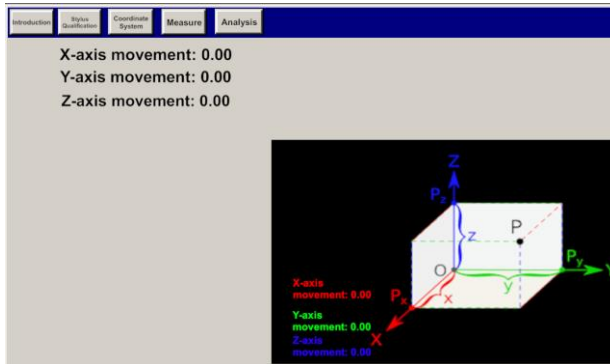 Introduction
Stylus
Qualification
Coordinate
System
Measure
Analysis
X-axis movement: 0.00
Y-axis movement: 0.00
Z-axis movement: 0.00
Z
Pz
P
z
O
Py
Y
y
Px
x
X
X-axis
movement: 0.00
Y-axis
movement: 0.00
Z-axis
movement: 0.00